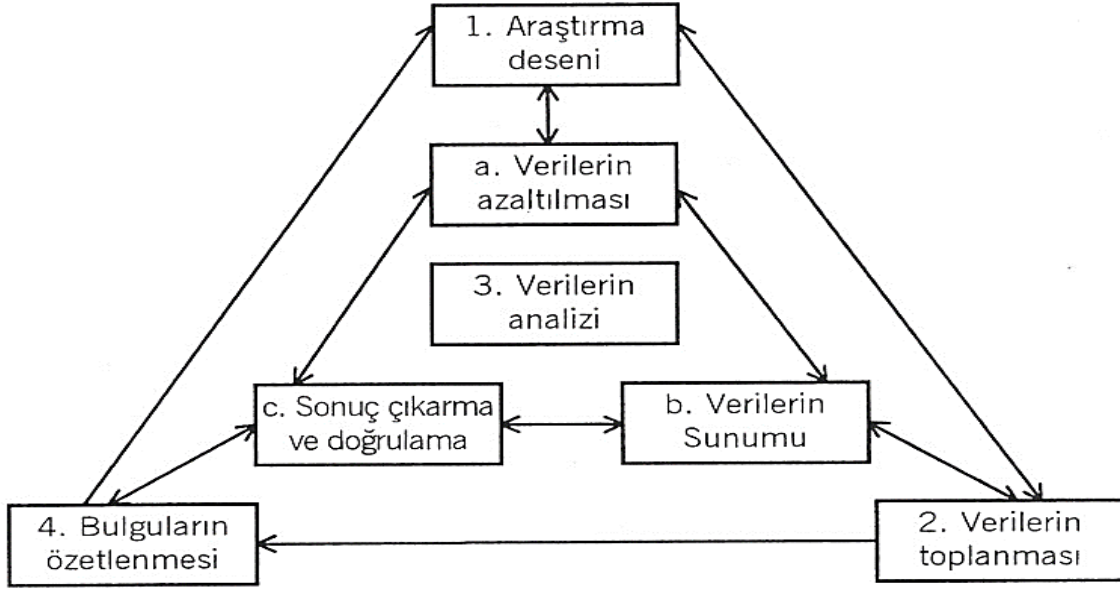 1. Araştırma
deseni
a. Verilerin
azaltılması
3. Verilerin
analizi
c. Sonuç çıkarma
ve doğrulama
b. Verilerin
Sunumu
4. Bulguların
özetlenmesi
2. Verilerin
toplanması